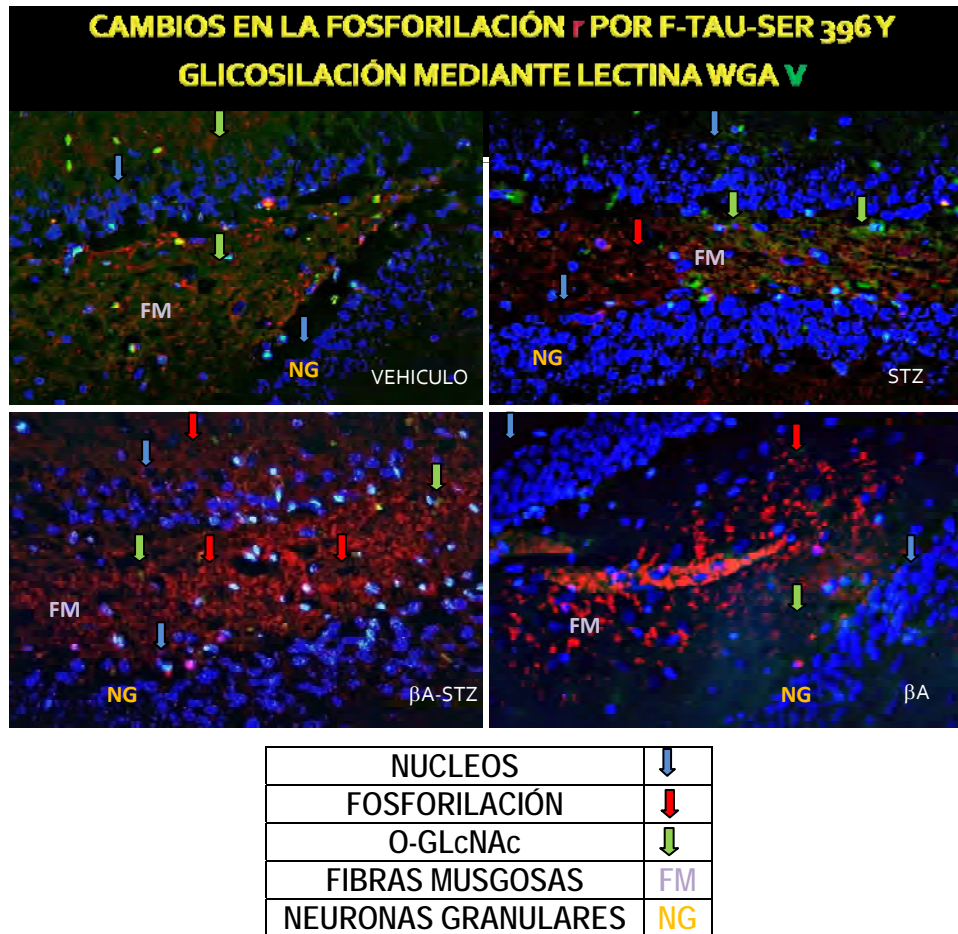 CAMBIOS EN LA FOSFORILACIÓN r POR F-TAU-SER 396 Y
GLICOSILACIÓN MEDIANTE LECTINA WGA V
FM
NG
VEHICULO
FM
NG
STZ
FM
NG
βA-STZ
FM
NG
βA
NUCLEOS
FOSFORILACIÓN
O-GLcNAc
FIBRAS MUSGOSAS FM
NEURONAS GRANULARES NG